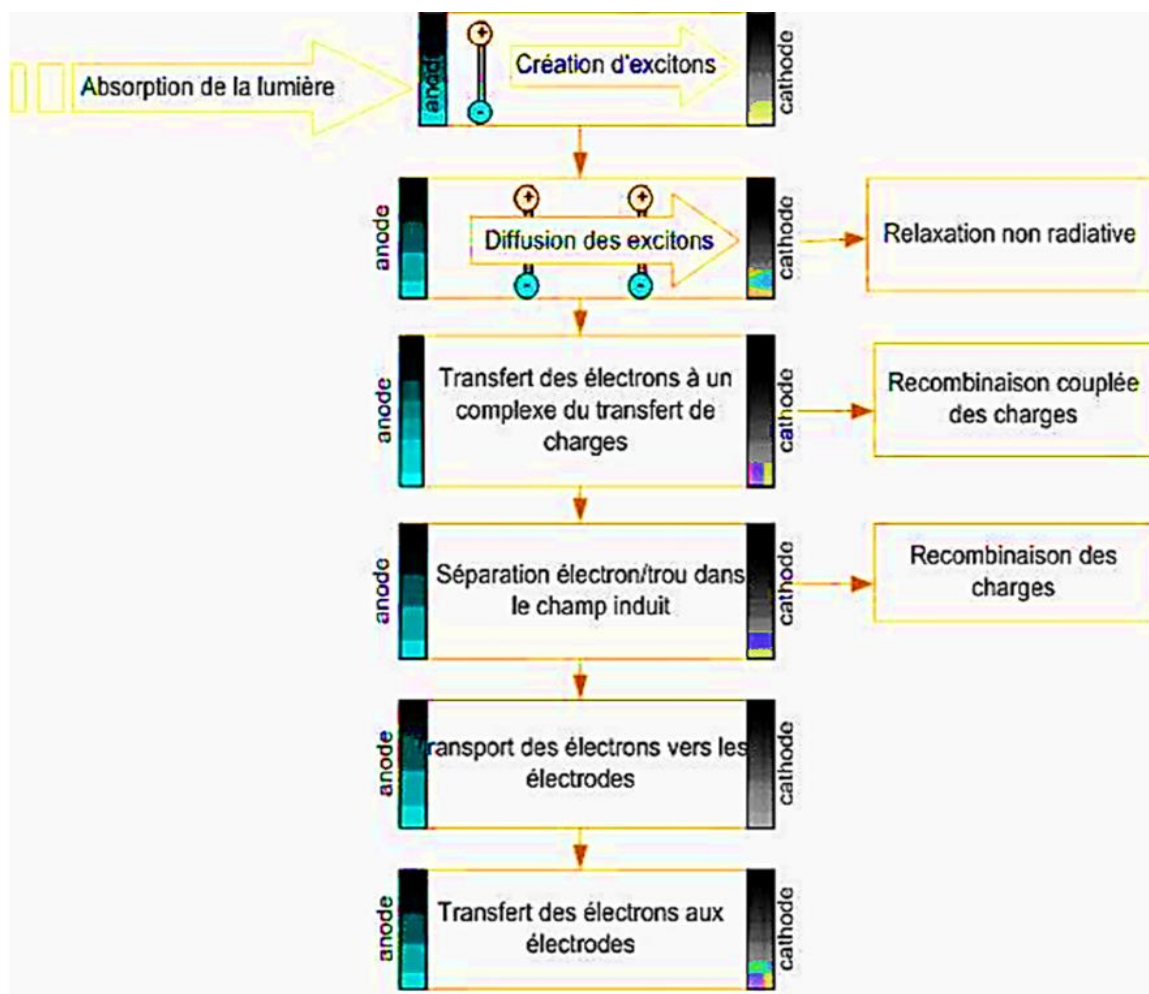 Absorption de la lumière
anode
+
-
Création d'excitons
cathode
anode
+
+
Diffusion des excitons
-
-
cathode
Relaxation non radiative
anode
Transfert des électrons à un
complexe du transfert de
charges
cathode
Recombinaison couplée
des charges
anode
Séparation électron/trou dans
le champ induit
cathode
Recombinaison des
charges
anode
Transport des électrons vers les
électrodes
cathode
anode
Transfert des électrons aux
électrodes
cathode